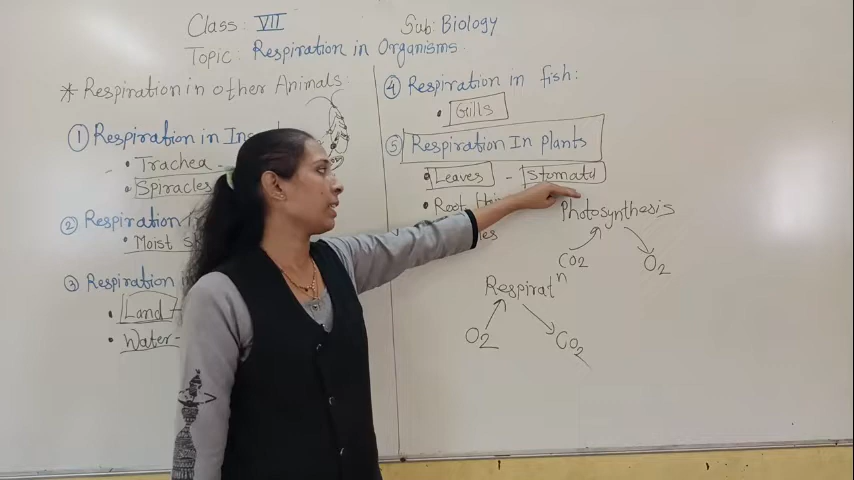 Class: VII Sub: Biology
Topic: Respiration in Organisms.
* Respiration in other Animals
① Respiration in
• Trachea -
• Spiracles
② Respiration
• Moist
③ Respiration
• Land -
• Water -
④ Respiration in fish:
• Gills
⑤ Respiration In plants
• Leaves - Stomata
• Root
Photosynthesis
CO2 O2
Respiratn
O2 CO2